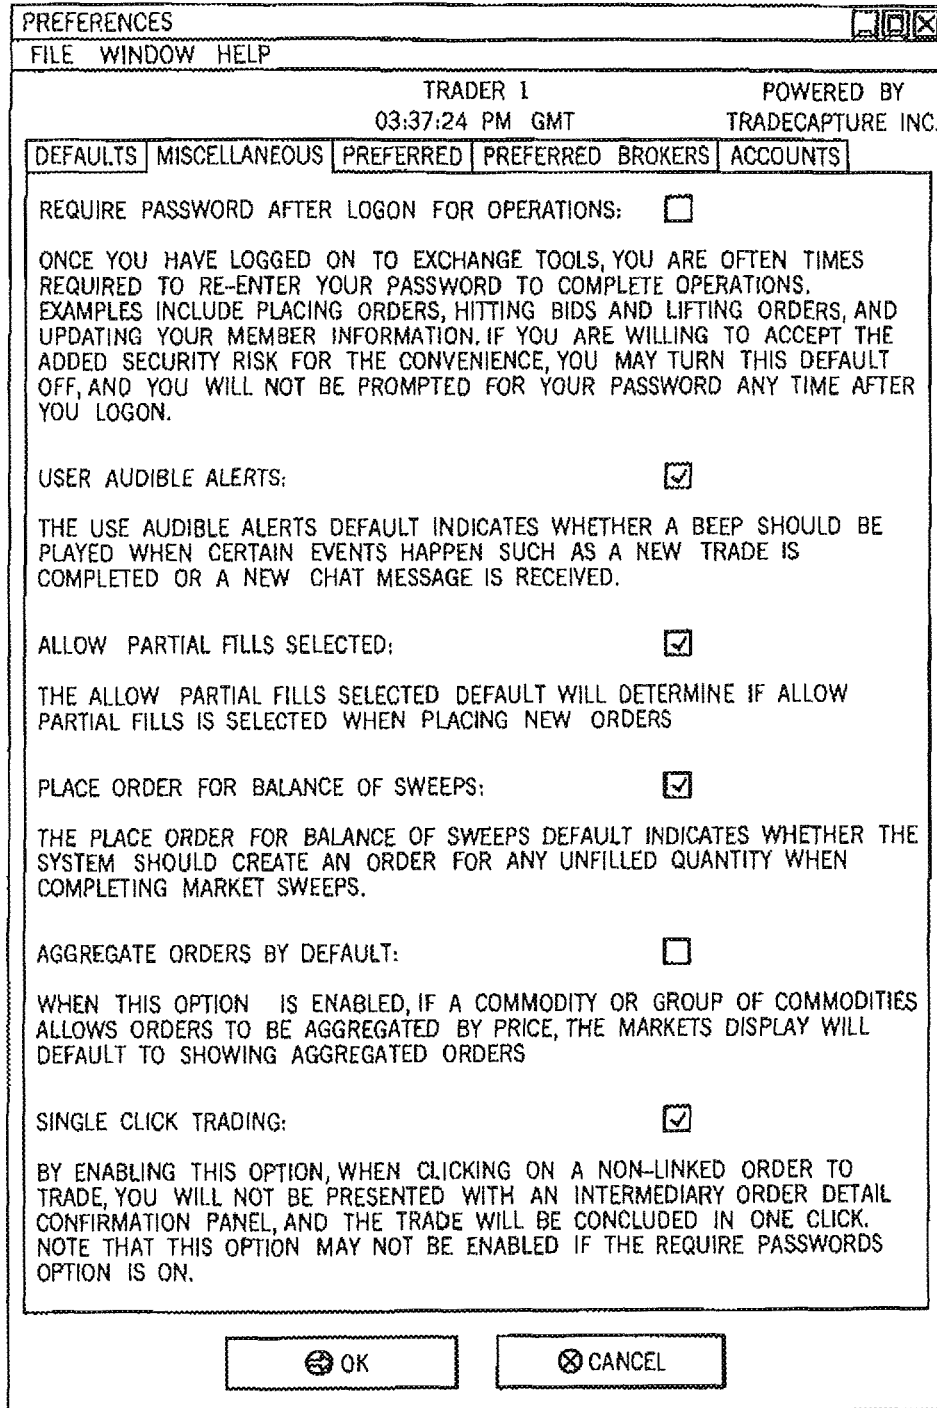 PREFERENCES
FILE WINDOW HELP
TRADER 1
POWERED BY
03:37:24 PM GMT
TRADECAPTURE INC.
DEFAULTS MISCELLANEOUS PREFERRED PREFERRED BROKERS ACCOUNTS
REQUIRE PASSWORD AFTER LOGON FOR OPERATIONS:
ONCE YOU HAVE LOGGED ON TO EXCHANGE TOOLS, YOU ARE OFTEN TIMES
REQUIRED TO RE-ENTER YOUR PASSWORD TO COMPLETE OPERATIONS.
EXAMPLES INCLUDE PLACING ORDERS, HITTING BIDS AND LIFTING ORDERS, AND
UPDATING YOUR MEMBER INFORMATION. IF YOU ARE WILLING TO ACCEPT THE
ADDED SECURITY RISK FOR THE CONVENIENCE, YOU MAY TURN THIS DEFAULT
OFF, AND YOU WILL NOT BE PROMPTED FOR YOUR PASSWORD ANY TIME AFTER
YOU LOGON.
USER AUDIBLE ALERTS:
THE USE AUDIBLE ALERTS DEFAULT INDICATES WHETHER A BEEP SHOULD BE
PLAYED WHEN CERTAIN EVENTS HAPPEN SUCH AS A NEW TRADE IS
COMPLETED OR A NEW CHAT MESSAGE IS RECEIVED.
ALLOW PARTIAL FILLS SELECTED:
THE ALLOW PARTIAL FILLS SELECTED DEFAULT WILL DETERMINE IF ALLOW
PARTIAL FILLS IS SELECTED WHEN PLACING NEW ORDERS
PLACE ORDER FOR BALANCE OF SWEEPS:
THE PLACE ORDER FOR BALANCE OF SWEEPS DEFAULT INDICATES WHETHER THE
SYSTEM SHOULD CREATE AN ORDER FOR ANY UNFILLED QUANTITY WHEN
COMPLETING MARKET SWEEPS.
AGGREGATE ORDERS BY DEFAULT:
WHEN THIS OPTION IS ENABLED, IF A COMMODITY OR GROUP OF COMMODITIES
ALLOWS ORDERS TO BE AGGREGATED BY PRICE, THE MARKETS DISPLAY WILL
DEFAULT TO SHOWING AGGREGATED ORDERS
SINGLE CLICK TRADING:
BY ENABLING THIS OPTION, WHEN CLICKING ON A NON-LINKED ORDER TO
TRADE, YOU WILL NOT BE PRESENTED WITH AN INTERMEDIARY ORDER DETAIL
CONFIRMATION PANEL, AND THE TRADE WILL BE CONCLUDED IN ONE CLICK.
NOTE THAT THIS OPTION MAY NOT BE ENABLED IF THE REQUIRE PASSWORDS
OPTION IS ON.
OK
CANCEL